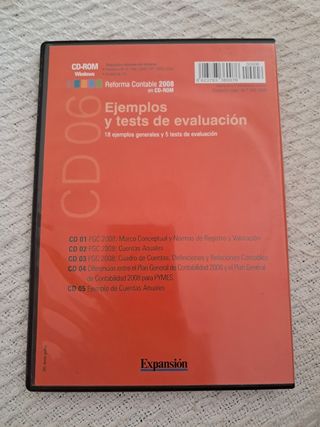 CD-ROM
Windows
Reforma Contable 2008
en CD-ROM
CD 06
Ejemplos
y tests de evaluación
18 ejemplos generales y 5 tests de evaluación
CD 01 PGC 2008: Marco Conceptual y Normas de Registro y Valoración
CD 02 PGC 2008: Cuentas Anuales
CD 03 PGC 2008: Cuadro de Cuentas, Definiciones y Relaciones Contables
CD 04 Diferencias entre el Plan General de Contabilidad 2008 y el Plan General
de Contabilidad 2008 para PYMES.
CD 05 Ejemplo de Cuentas Anuales
Expansión